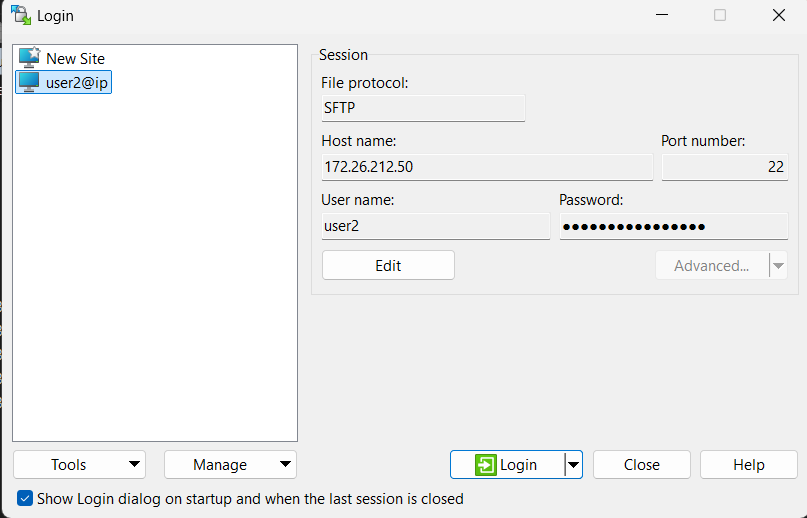 Login
New Site
user2@ip
Session
File protocol:
SFTP
Host name:
Port number:
172.26.212.50
22
User name:
Password:
user2
●●●●●●●●●●●●●●●●
Edit
Advanced...
Tools
Manage
Login
Close
Help
Show Login dialog on startup and when the last session is closed